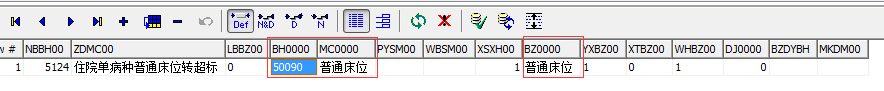 Def N&D D N
w # NBBH00 ZDMC00 LBBZ00 BH0000 MC0000 PYSM00 WBSM00 XSXH00 BZ0000 YXBZ00 XTBZ00 WHBZ00 DJ0000 BZDYBH MKDM00
1 5124 住院单病种普通床位转超标 0 50090 普通床位 1 普通床位 1 0 1 0